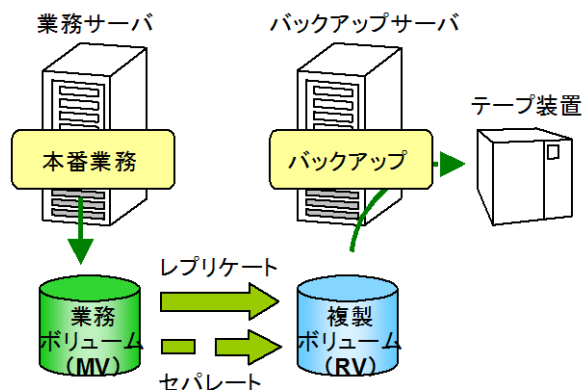 業務サーバ
バックアップサーバ
テープ装置
本番業務
バックアップ
レプリケート
業務
ボリューム
(MV)
複製
ボリューム
(RV)
セパレート